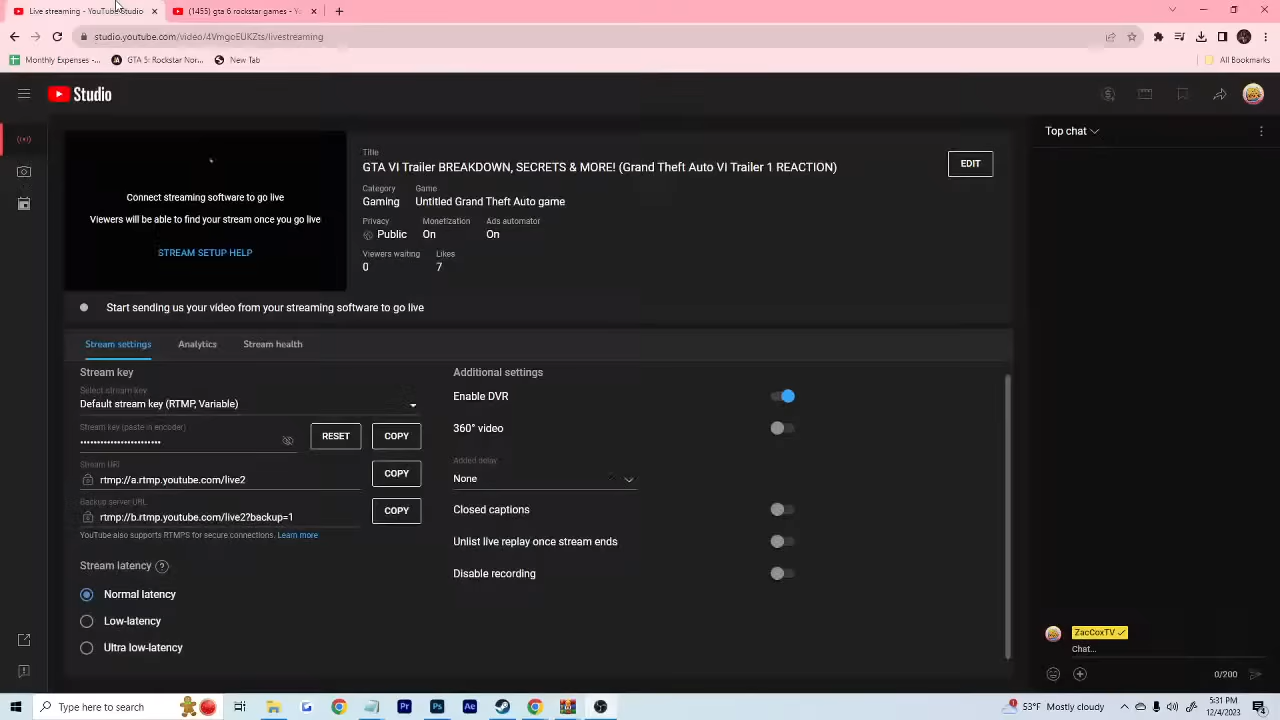 Live streaming - YouTube Studio
(1455) gta 6 rockstar games - Y
studio.youtube.com/video/4VmgoEUKZts/livestreaming
Monthly Expenses -...
GTA 5: Rockstar Nor...
New Tab
All Bookmarks
Studio
Connect streaming software to go live
Viewers will be able to find your stream once you go live
STREAM SETUP HELP
Title
GTA VI Trailer BREAKDOWN, SECRETS & MORE! (Grand Theft Auto VI Trailer 1 REACTION)
EDIT
Category Game
Gaming Untitled Grand Theft Auto game
Privacy Monetization Ads automator
Public On On
Viewers waiting Likes
0 7
Top chat
Start sending us your video from your streaming software to go live
Stream settings Analytics Stream health
Stream key
Select stream key
Default stream key (RTMP, Variable)
Stream key (paste in encoder)
••••••••••••••••••••••••
RESET COPY
Stream URL
rtmp://a.rtmp.youtube.com/live2
COPY
Backup server URL
rtmp://b.rtmp.youtube.com/live2?backup=1
COPY
YouTube also supports RTMPS for secure connections. Learn more
Stream latency
Normal latency
Low-latency
Ultra low-latency
Additional settings
Enable DVR
360° video
Added delay
None
Closed captions
Unlist live replay once stream ends
Disable recording
ZacCoxTV
Chat...
0/200
Type here to search
53°F Mostly cloudy
5:31 PM
12/4/2023